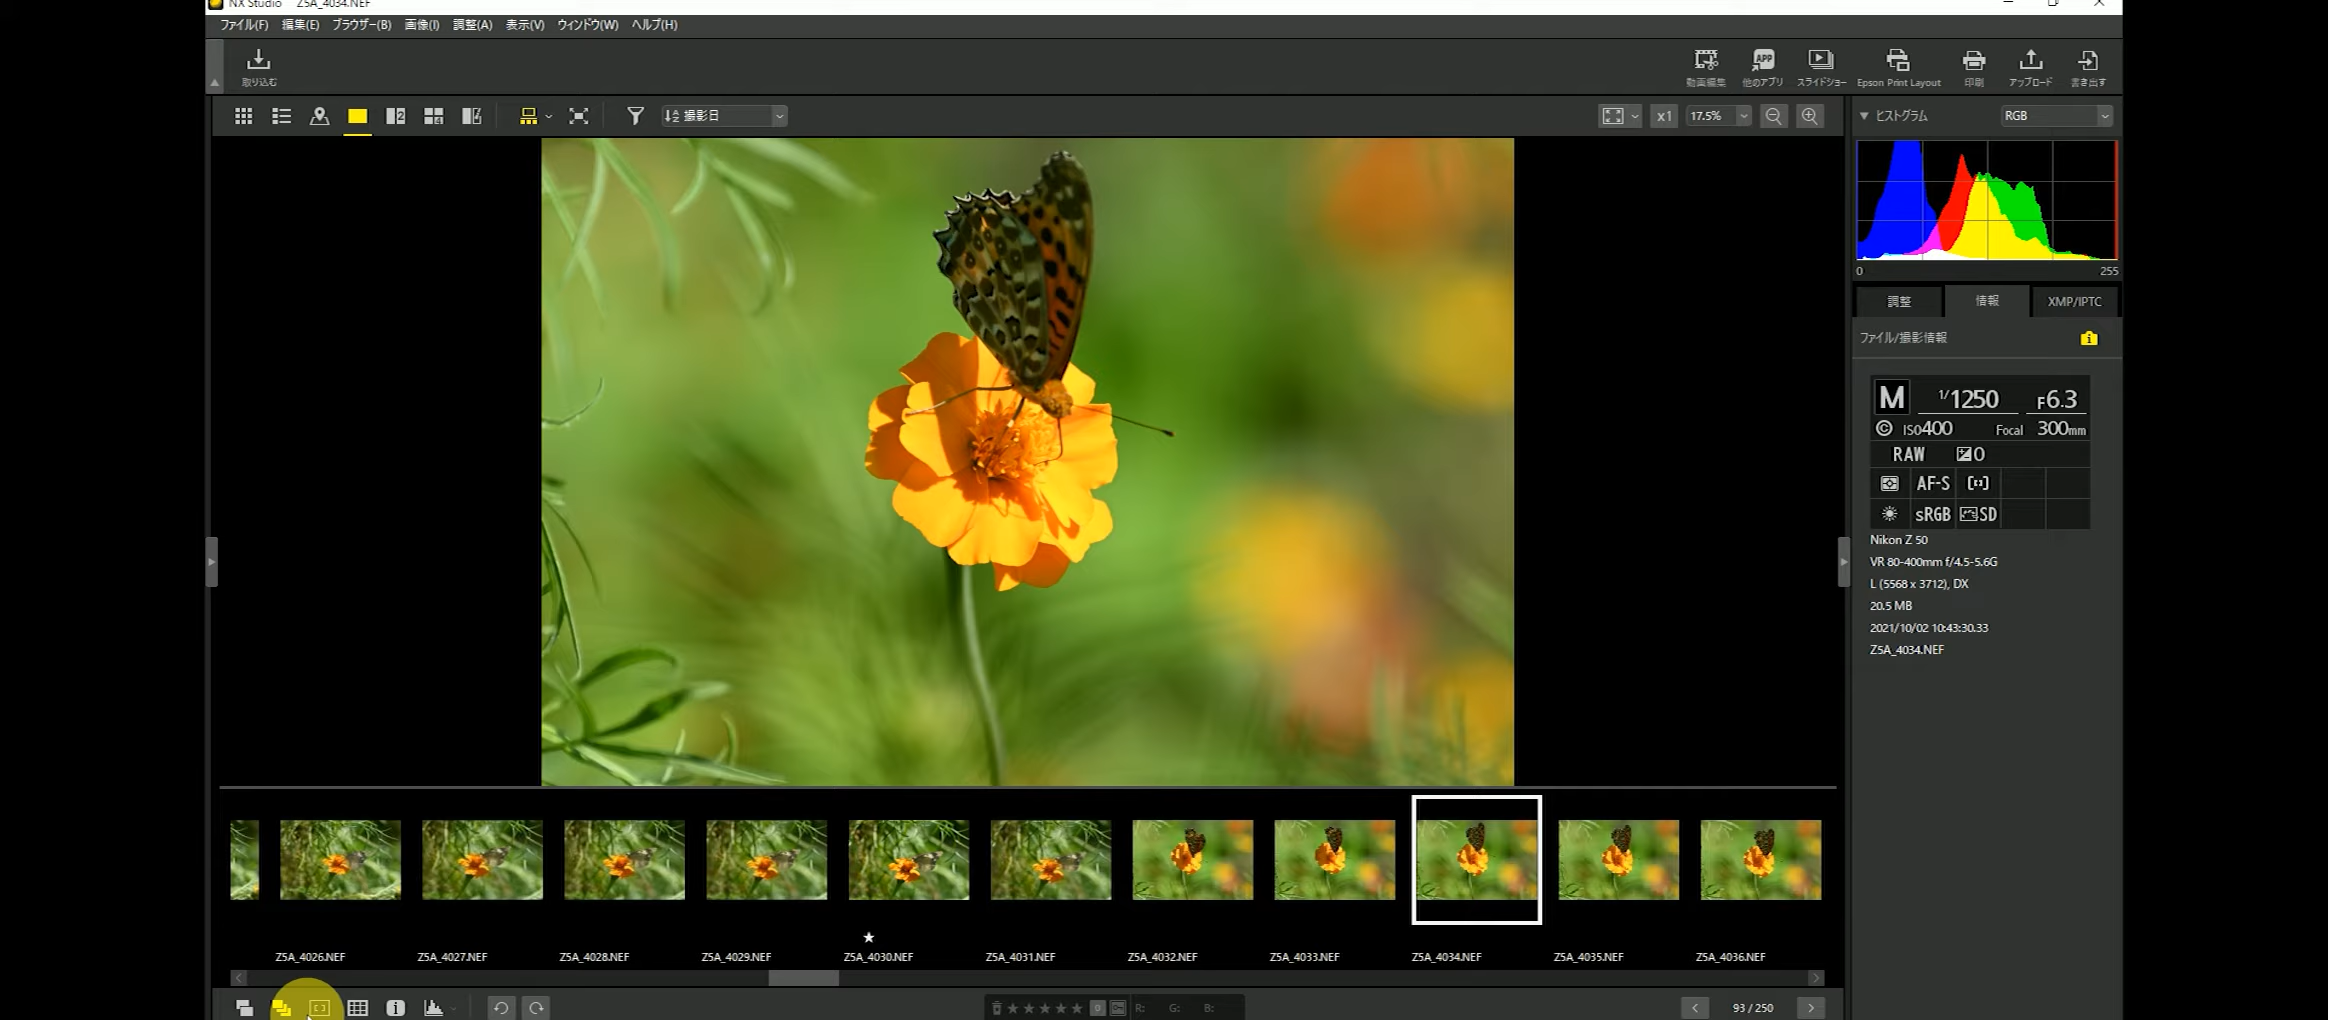 NX Studio Z5A_4034.NEF
ファイル(F) 編集(E) ブラウザー(B) 画像(I) 調整(A) 表示(V) ウィンドウ(W) ヘルプ(H)
取り込む
APP
動画編集 他のアプリ スライドショー Epson Print Layout 印刷 アップロード 書き出す
撮影日
x1 17.5%
ヒストグラム RGB
0 255
調整 情報 XMP/IPTC
ファイル/撮影情報
M 1/1250 F6.3
ISO400 Focal 300mm
RAW 0
AF-S
sRGB SD
Nikon Z 50
VR 80-400mm f/4.5-5.6G
L (5568 x 3712), DX
20.5 MB
2021/10/02 10:43:30.33
Z5A_4034.NEF
Z5A_4026.NEF Z5A_4027.NEF Z5A_4028.NEF Z5A_4029.NEF Z5A_4030.NEF Z5A_4031.NEF Z5A_4032.NEF Z5A_4033.NEF Z5A_4034.NEF Z5A_4035.NEF Z5A_4036.NEF
0 R: G: B:
93 / 250